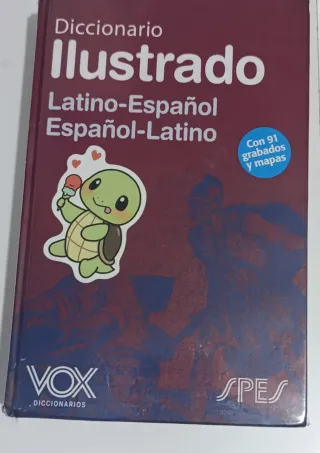 Diccionario
Ilustrado
Latino-Español
Español-Latino
Con 91
grabados
y mapas
VOX
DICCIONARIOS
SPES